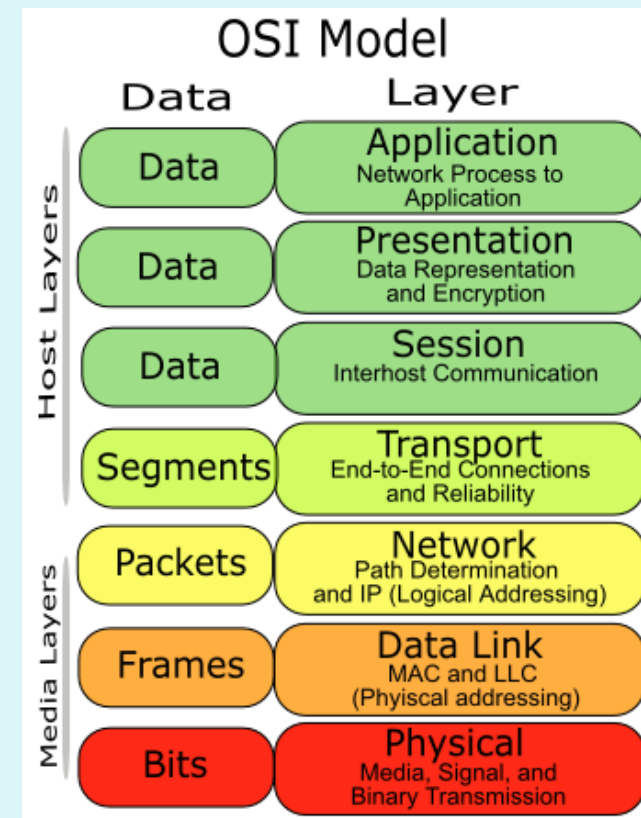 OSI Model
Data Layer
Host Layers
Data
Application
Network Process to
Application
Data
Presentation
Data Representation
and Encryption
Data
Session
Interhost Communication
Segments
Transport
End-to-End Connections
and Reliability
Media Layers
Packets
Network
Path Determination
and IP (Logical Addressing)
Frames
Data Link
MAC and LLC
(Phyiscal addressing)
Bits
Physical
Media, Signal, and
Binary Transmission